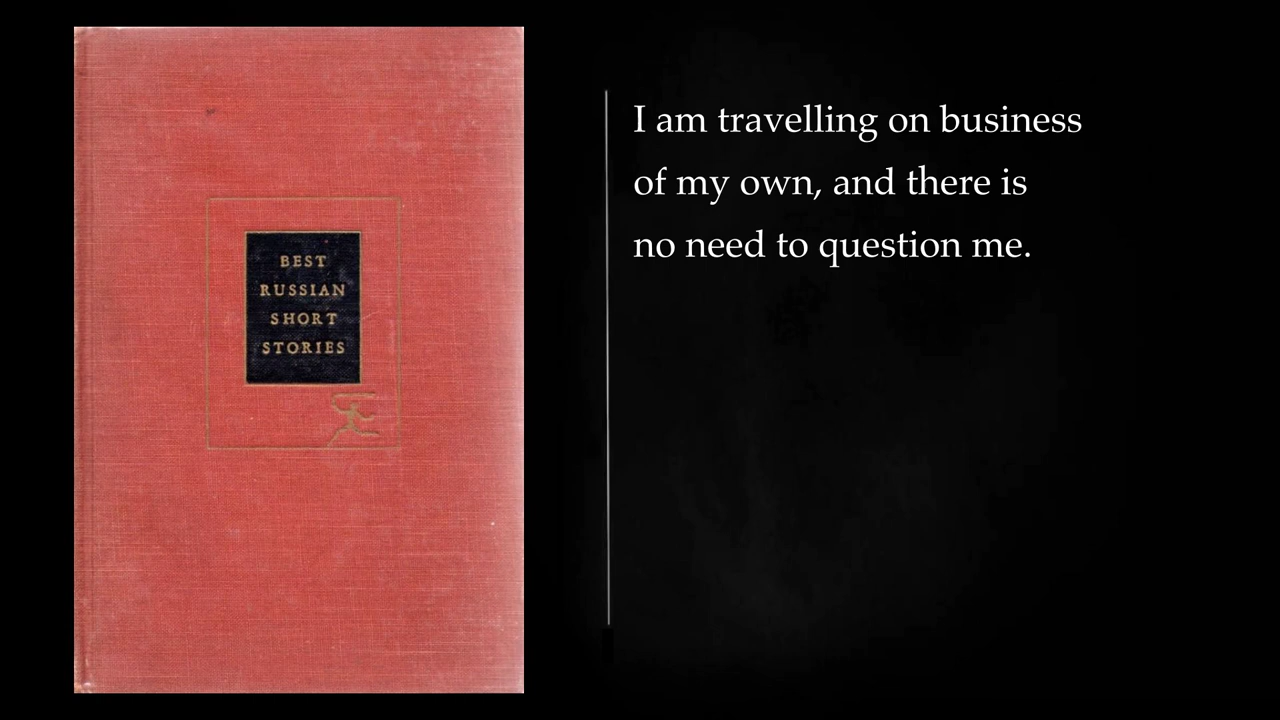 BEST
RUSSIAN
SHORT
STORIES
I am travelling on business
of my own, and there is
no need to question me.